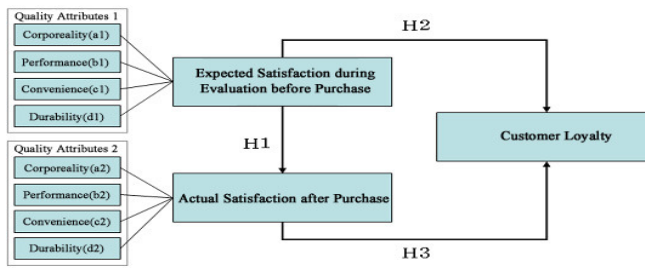 Quality Attributes 1
Corporeality(a1)
Performance(b1)
Convenience(c1)
Durability(d1)
Expected Satisfaction during
Evaluation before Purchase
H2
Customer Loyalty
H1
Quality Attributes 2
Corporeality(a2)
Performance(b2)
Convenience(c2)
Durability(d2)
Actual Satisfaction after Purchase
H3